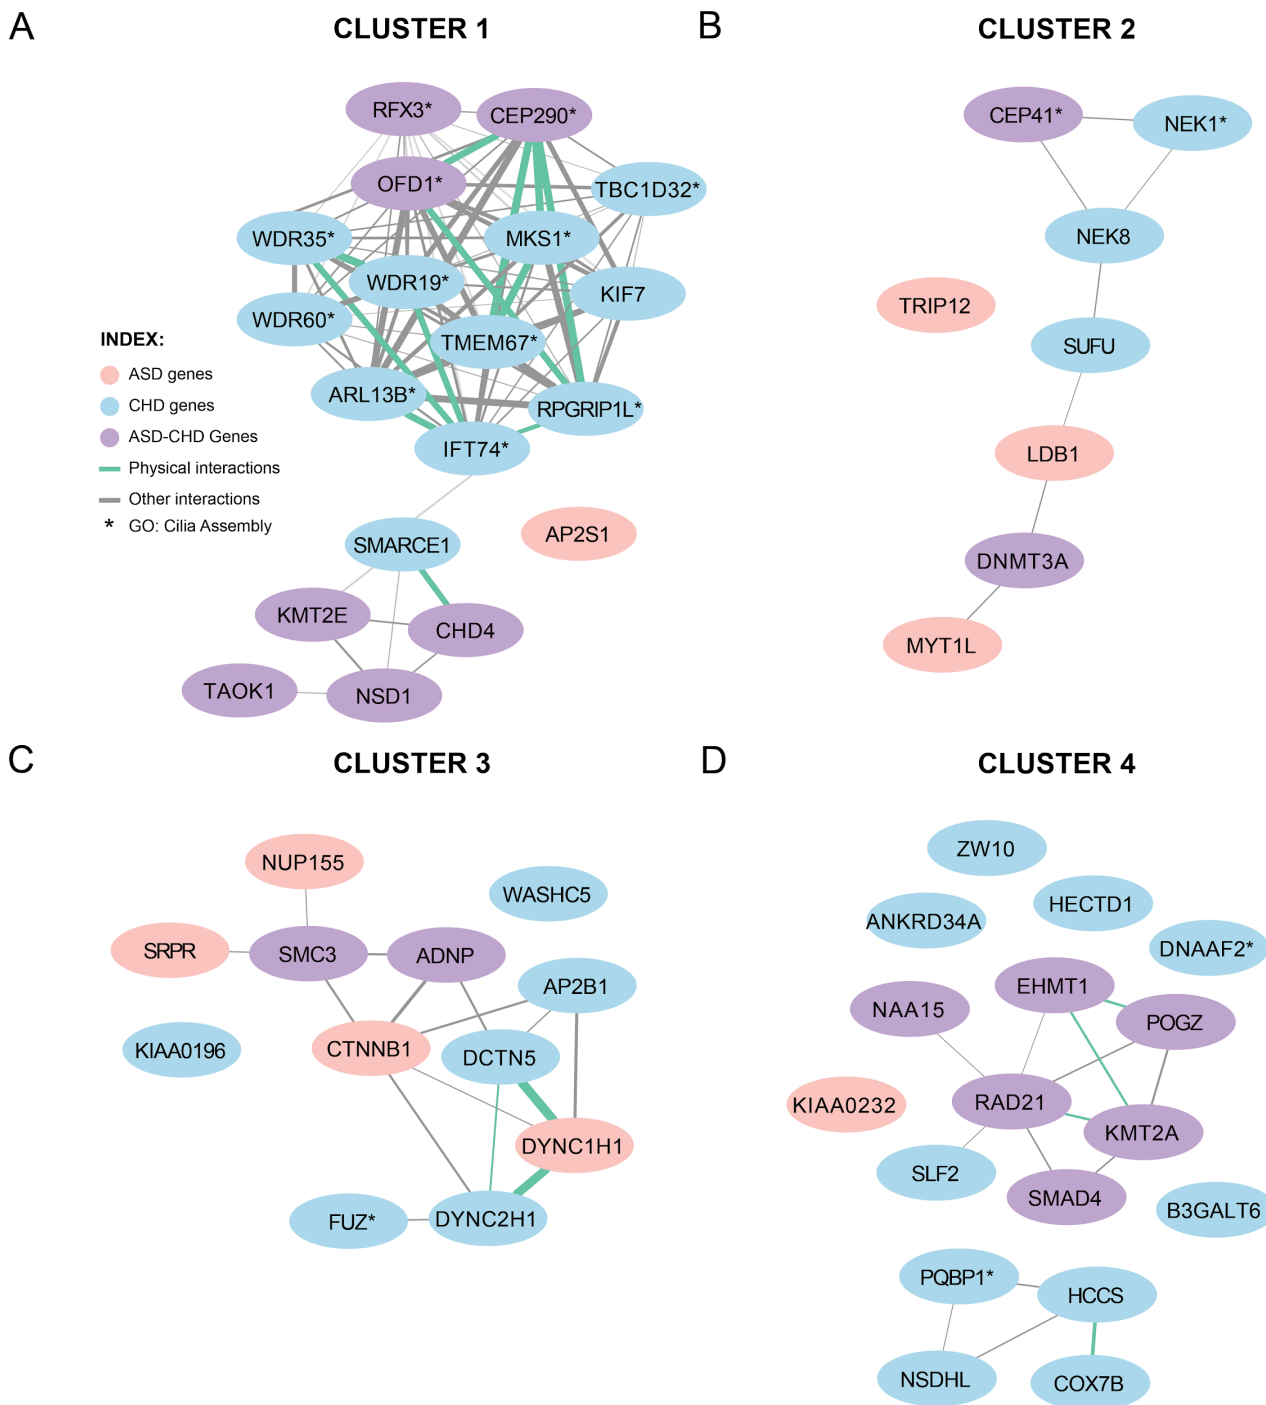 A
CLUSTER 1
RFX3*
CEP290*
OFD1*
TBC1D32*
WDR35*
MKS1*
WDR19*
KIF7
WDR60*
TMEM67*
ARL13B*
RPGRIP1L*
IFT74*
INDEX:
ASD genes
CHD genes
ASD-CHD Genes
Physical interactions
Other interactions
* GO: Cilia Assembly
SMARCE1
AP2S1
KMT2E
CHD4
TAOK1
NSD1
B
CLUSTER 2
CEP41*
NEK1*
NEK8
TRIP12
SUFU
LDB1
DNMT3A
MYT1L
C
CLUSTER 3
NUP155
WASHC5
SRPR
SMC3
ADNP
AP2B1
KIAA0196
CTNNB1
DCTN5
DYNC1H1
FUZ*
DYNC2H1
D
CLUSTER 4
ZW10
HECTD1
ANKRD34A
DNAAF2*
EHMT1
NAA15
POGZ
KIAA0232
RAD21
KMT2A
SLF2
SMAD4
B3GALT6
PQBP1*
HCCS
NSDHL
COX7B